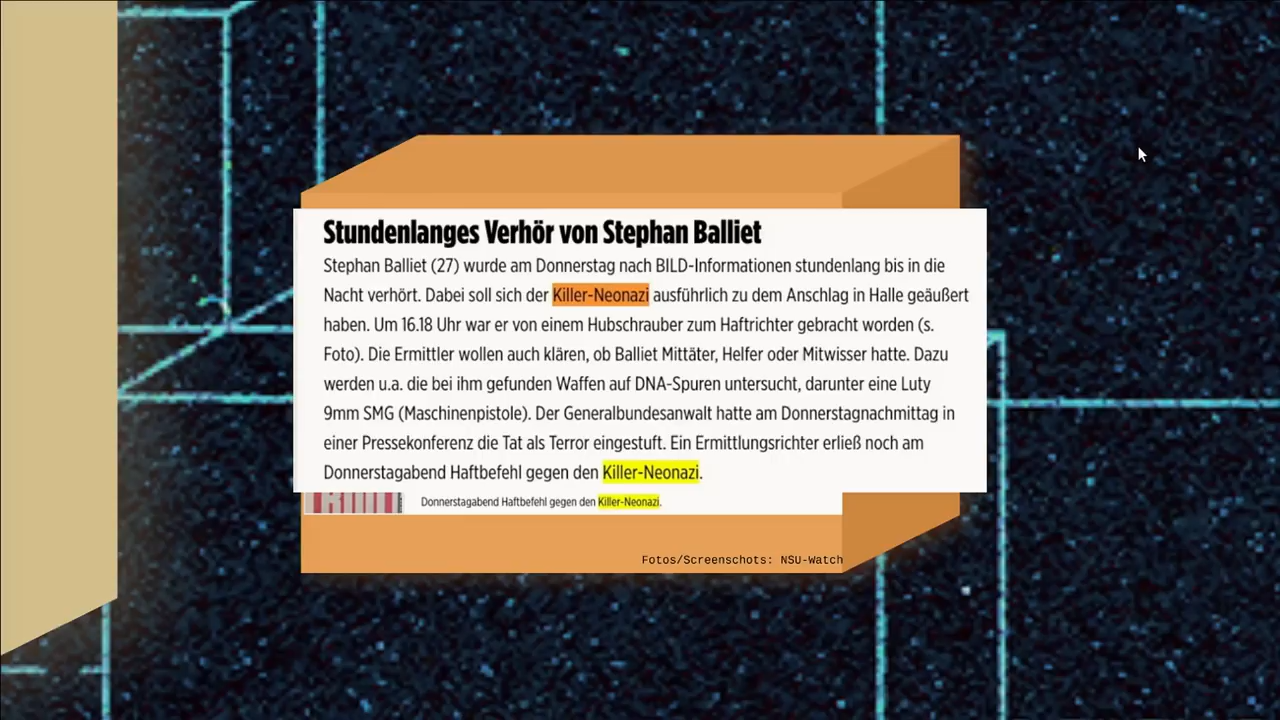 Stundenlanges Verhör von Stephan Balliet
Stephan Balliet (27) wurde am Donnerstag nach BILD-Informationen stundenlang bis in die
Nacht verhört. Dabei soll sich der Killer-Neonazi ausführlich zu dem Anschlag in Halle geäußert
haben. Um 16.18 Uhr war er von einem Hubschrauber zum Haftrichter gebracht worden (s.
Foto). Die Ermittler wollen auch klären, ob Balliet Mittäter, Helfer oder Mitwisser hatte. Dazu
werden u.a. die bei ihm gefunden Waffen auf DNA-Spuren untersucht, darunter eine Luty
9mm SMG (Maschinenpistole). Der Generalbundesanwalt hatte am Donnerstagnachmittag in
einer Pressekonferenz die Tat als Terror eingestuft. Ein Ermittlungsrichter erließ noch am
Donnerstagabend Haftbefehl gegen den Killer-Neonazi.
Donnerstagabend Haftbefehl gegen den Killer-Neonazi.
Fotos/Screenschots: NSU-Watch